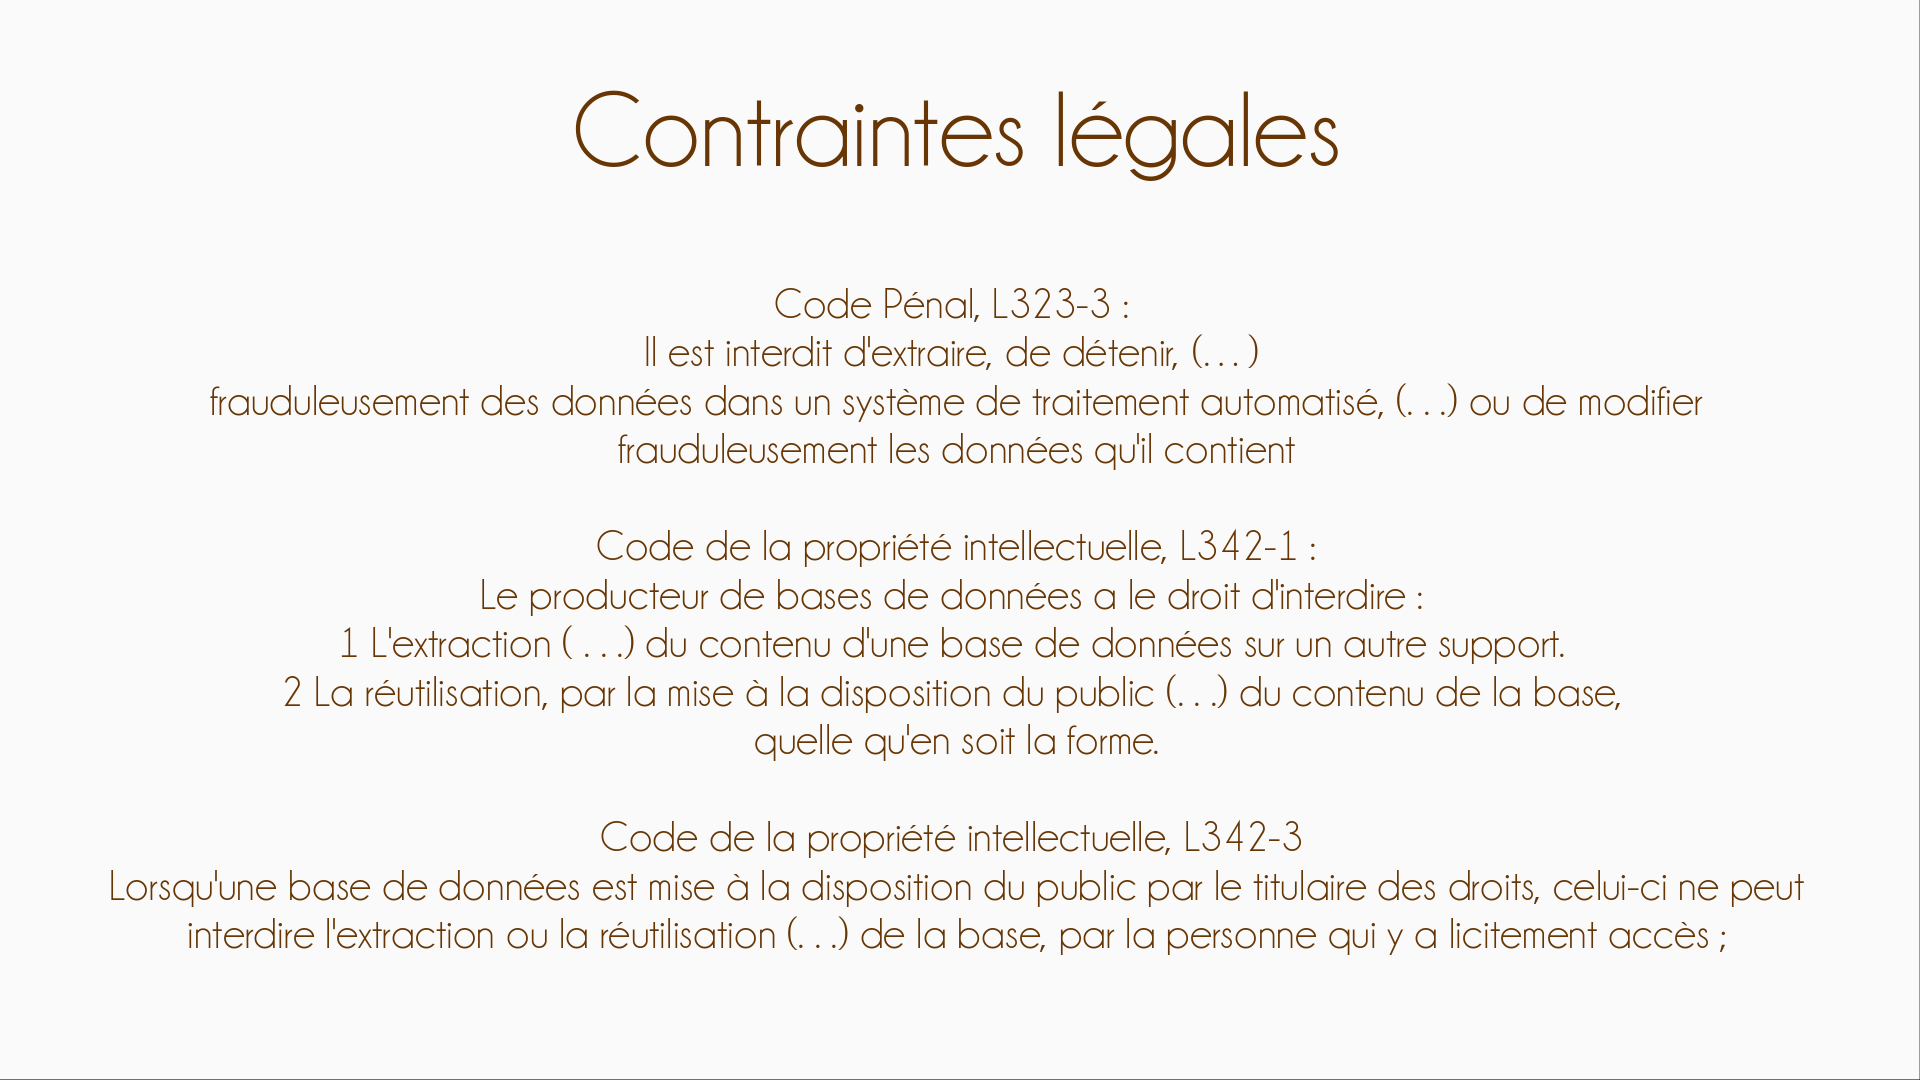 Contraintes légales
Code Pénal, L323-3 :
Il est interdit d'extraire, de détenir, (. . . )
frauduleusement des données dans un système de traitement automatisé, (. . .) ou de modifier
frauduleusement les données qu'il contient
Code de la propriété intellectuelle, L342-1 :
Le producteur de bases de données a le droit d'interdire :
1 L'extraction ( . . .) du contenu d'une base de données sur un autre support.
2 La réutilisation, par la mise à la disposition du public (. . .) du contenu de la base,
quelle qu'en soit la forme.
Code de la propriété intellectuelle, L342-3
Lorsqu'une base de données est mise à la disposition du public par le titulaire des droits, celui-ci ne peut
interdire l'extraction ou la réutilisation (. . .) de la base, par la personne qui y a licitement accès ;